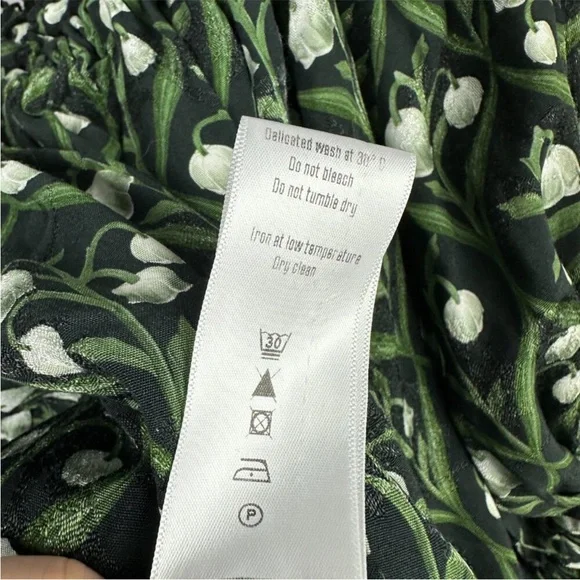 Delicated wash at 30° C
Do not bleach
Do not tumble dry
Iron at low temperature
Dry clean
30
P